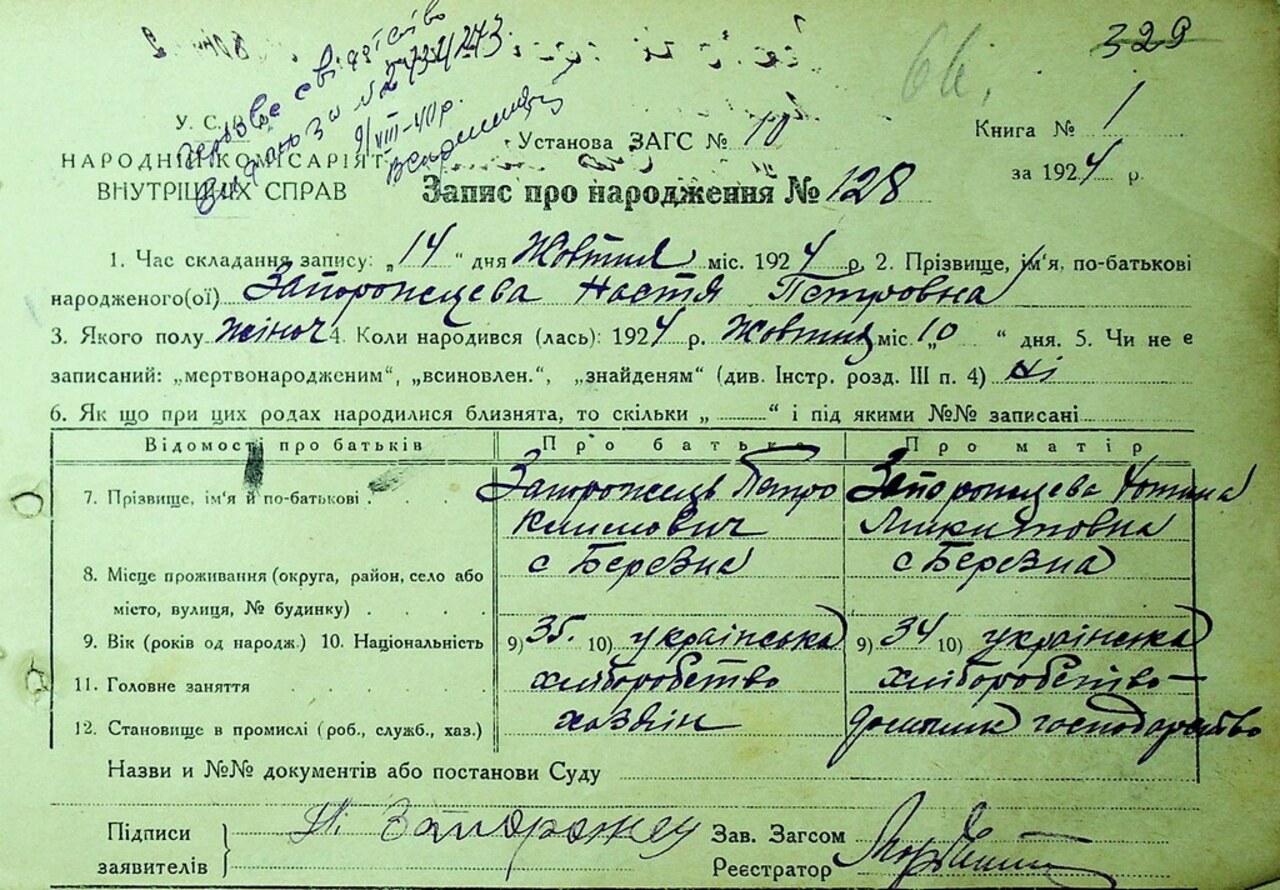 329
видано за № 2732/273
9/VIII-40 р.
У. С.
Установа ЗАГС № 10
Книга № 1
НАРОДНІЙ КОМІСАРІЯТ
ВНУТРІШНІХ СПРАВ
Запис про народження № 128
за 1924 р.
1. Час складання запису: „14 " дня Жовтня міс. 1924 р. 2. Прізвище, ім'я, по-батькові
народженого(ої) Запорожцева Настя Петровна
3. Якого полу жіноч 4. Коли народився (лась): 1924 р. Жовтня міс. „10 " дня. 5. Чи не є
записаний: „мертвонародженим", „всиновлен.", „знайденям" (див. Інстр. розд. III п. 4) ні
6. Як що при цих родах народилися близнята, то скільки „ " і під якими №№ записані
Відомості про батьків Про батька Про матір
7. Прізвище, ім'я й по-батькові Запорожець Петро Запорожцева
Климович
с Березна с Березна
8. Місце проживання (округа, район, село або
місто, вулиця, № будинку)
9. Вік (років од народж.) 10. Національність 9) 35. 10) українська 9) 34 10) українська
11. Головне заняття хліборобство хліборобство
12. Становище в промислі (роб., служб., хаз.) хазяїн господарство
Назви и №№ документів або постанови Суду
Підписи
заявителів
П. Запорожец
Зав. Загсом
Реєстратор